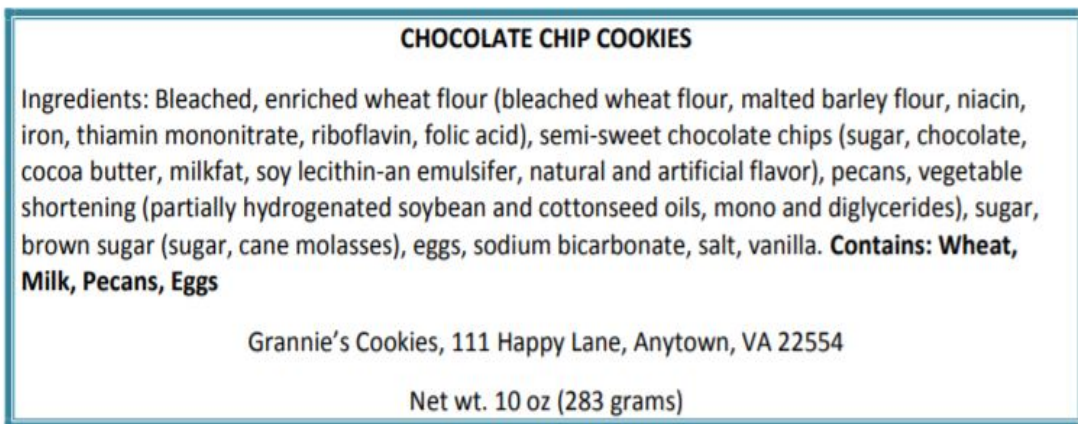 CHOCOLATE CHIP COOKIES
Ingredients: Bleached, enriched wheat flour (bleached wheat flour, malted barley flour, niacin,
iron, thiamin mononitrate, riboflavin, folic acid), semi-sweet chocolate chips (sugar, chocolate,
cocoa butter, milkfat, soy lecithin-an emulsifer, natural and artificial flavor), pecans, vegetable
shortening (partially hydrogenated soybean and cottonseed oils, mono and diglycerides), sugar,
brown sugar (sugar, cane molasses), eggs, sodium bicarbonate, salt, vanilla. Contains: Wheat,
Milk, Pecans, Eggs
Grannie’s Cookies, 111 Happy Lane, Anytown, VA 22554
Net wt. 10 oz (283 grams)